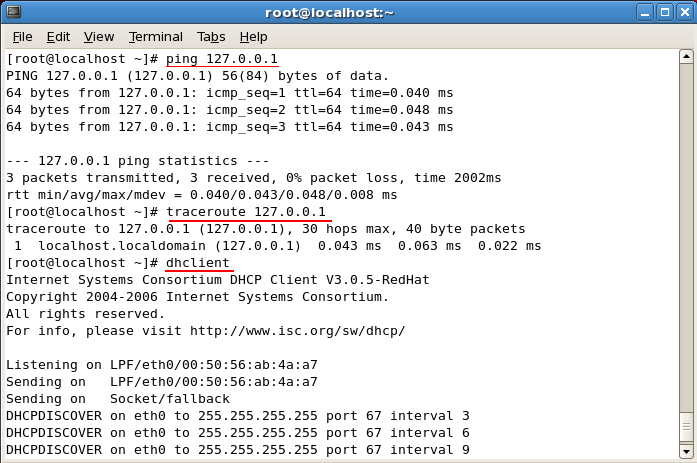 root@localhost:~
File Edit View Terminal Tabs Help
[root@localhost ~]# ping 127.0.0.1
PING 127.0.0.1 (127.0.0.1) 56(84) bytes of data.
64 bytes from 127.0.0.1: icmp_seq=1 ttl=64 time=0.040 ms
64 bytes from 127.0.0.1: icmp_seq=2 ttl=64 time=0.048 ms
64 bytes from 127.0.0.1: icmp_seq=3 ttl=64 time=0.043 ms
--- 127.0.0.1 ping statistics ---
3 packets transmitted, 3 received, 0% packet loss, time 2002ms
rtt min/avg/max/mdev = 0.040/0.043/0.048/0.008 ms
[root@localhost ~]# traceroute 127.0.0.1
traceroute to 127.0.0.1 (127.0.0.1), 30 hops max, 40 byte packets
 1  localhost.localdomain (127.0.0.1)  0.043 ms  0.063 ms  0.022 ms
[root@localhost ~]# dhclient
Internet Systems Consortium DHCP Client V3.0.5-RedHat
Copyright 2004-2006 Internet Systems Consortium.
All rights reserved.
For info, please visit http://www.isc.org/sw/dhcp/
Listening on LPF/eth0/00:50:56:ab:4a:a7
Sending on   LPF/eth0/00:50:56:ab:4a:a7
Sending on   Socket/fallback
DHCPDISCOVER on eth0 to 255.255.255.255 port 67 interval 3
DHCPDISCOVER on eth0 to 255.255.255.255 port 67 interval 6
DHCPDISCOVER on eth0 to 255.255.255.255 port 67 interval 9